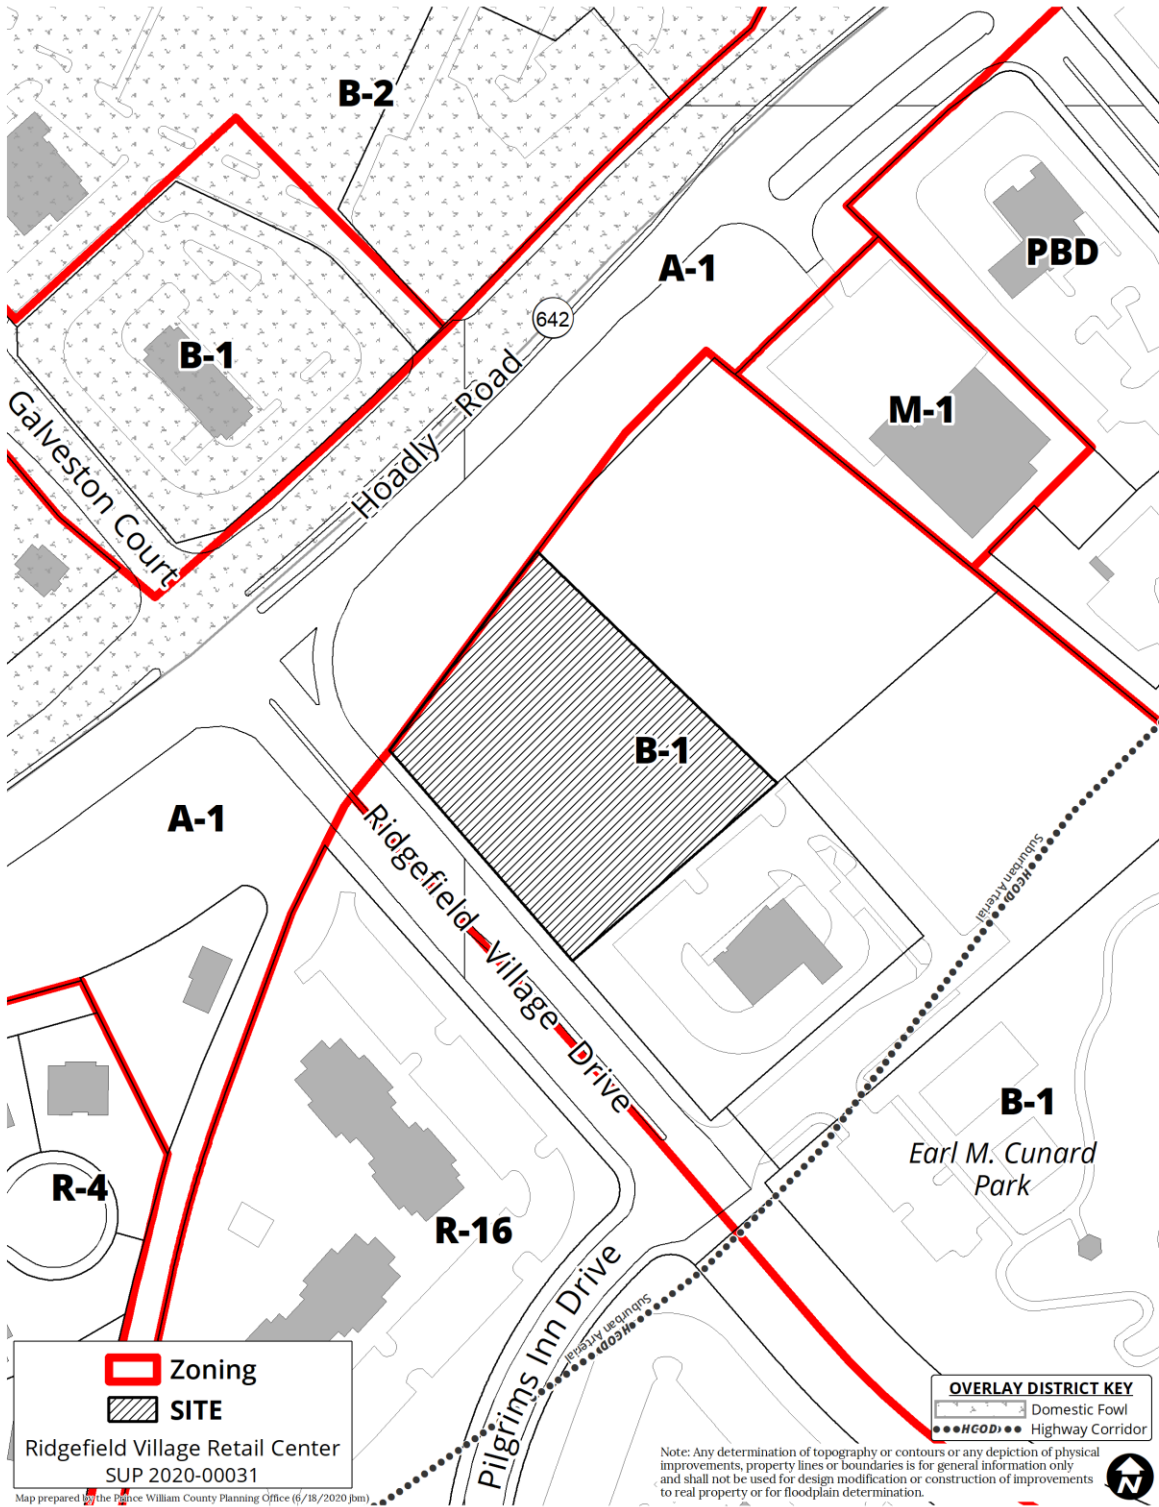 B-2
A-1
PBD
642
B-1
M-1
Galveston Court
Hoadly Road
B-1
A-1
Ridgefield Village Drive
Suburban Arterial
HCOD
B-1
Earl M. Cunard
Park
R-4
R-16
Pilgrims Inn Drive
Suburban Arterial
HCOD
Zoning
SITE
Ridgefield Village Retail Center
SUP 2020-00031
Map prepared by the Prince William County Planning Office (6/18/2020 jbm)
OVERLAY DISTRICT KEY
Domestic Fowl
HCOD Highway Corridor
Note: Any determination of topography or contours or any depiction of physical
improvements, property lines or boundaries is for general information only
and shall not be used for design modification or construction of improvements
to real property or for floodplain determination.
N